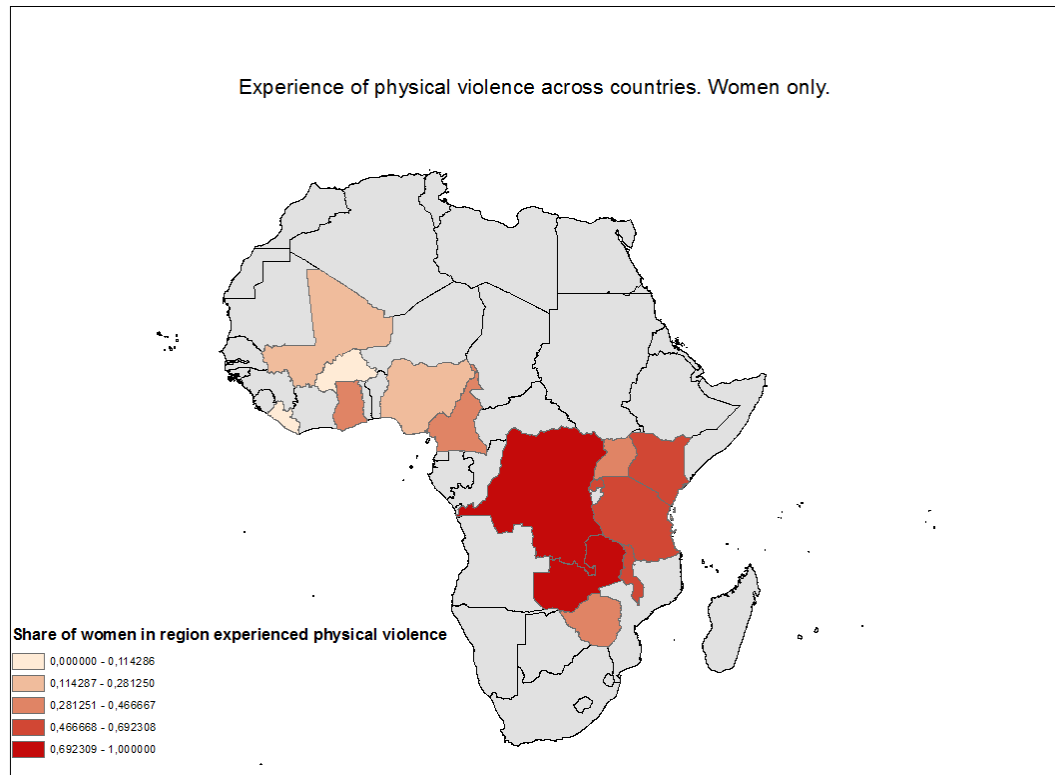 Experience of physical violence across countries. Women only.
Share of women in region experienced physical violence
0,000000 - 0,114286
0,114287 - 0,281250
0,281251 - 0,466667
0,466668 - 0,692308
0,692309 - 1,000000